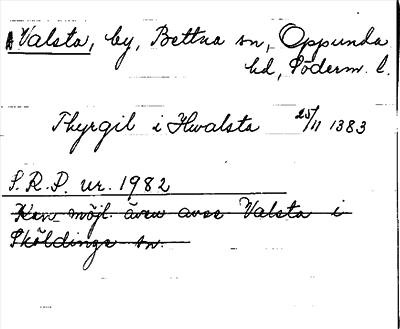 Valsta, by, Bettna sn, Oppunda
hd, Söderm. l.
Thyrgil i Hwalsta 25/11 1383
S.R.P. nr. 1982
Kan möjl. även avse Valsta i
Sköldinge sn.